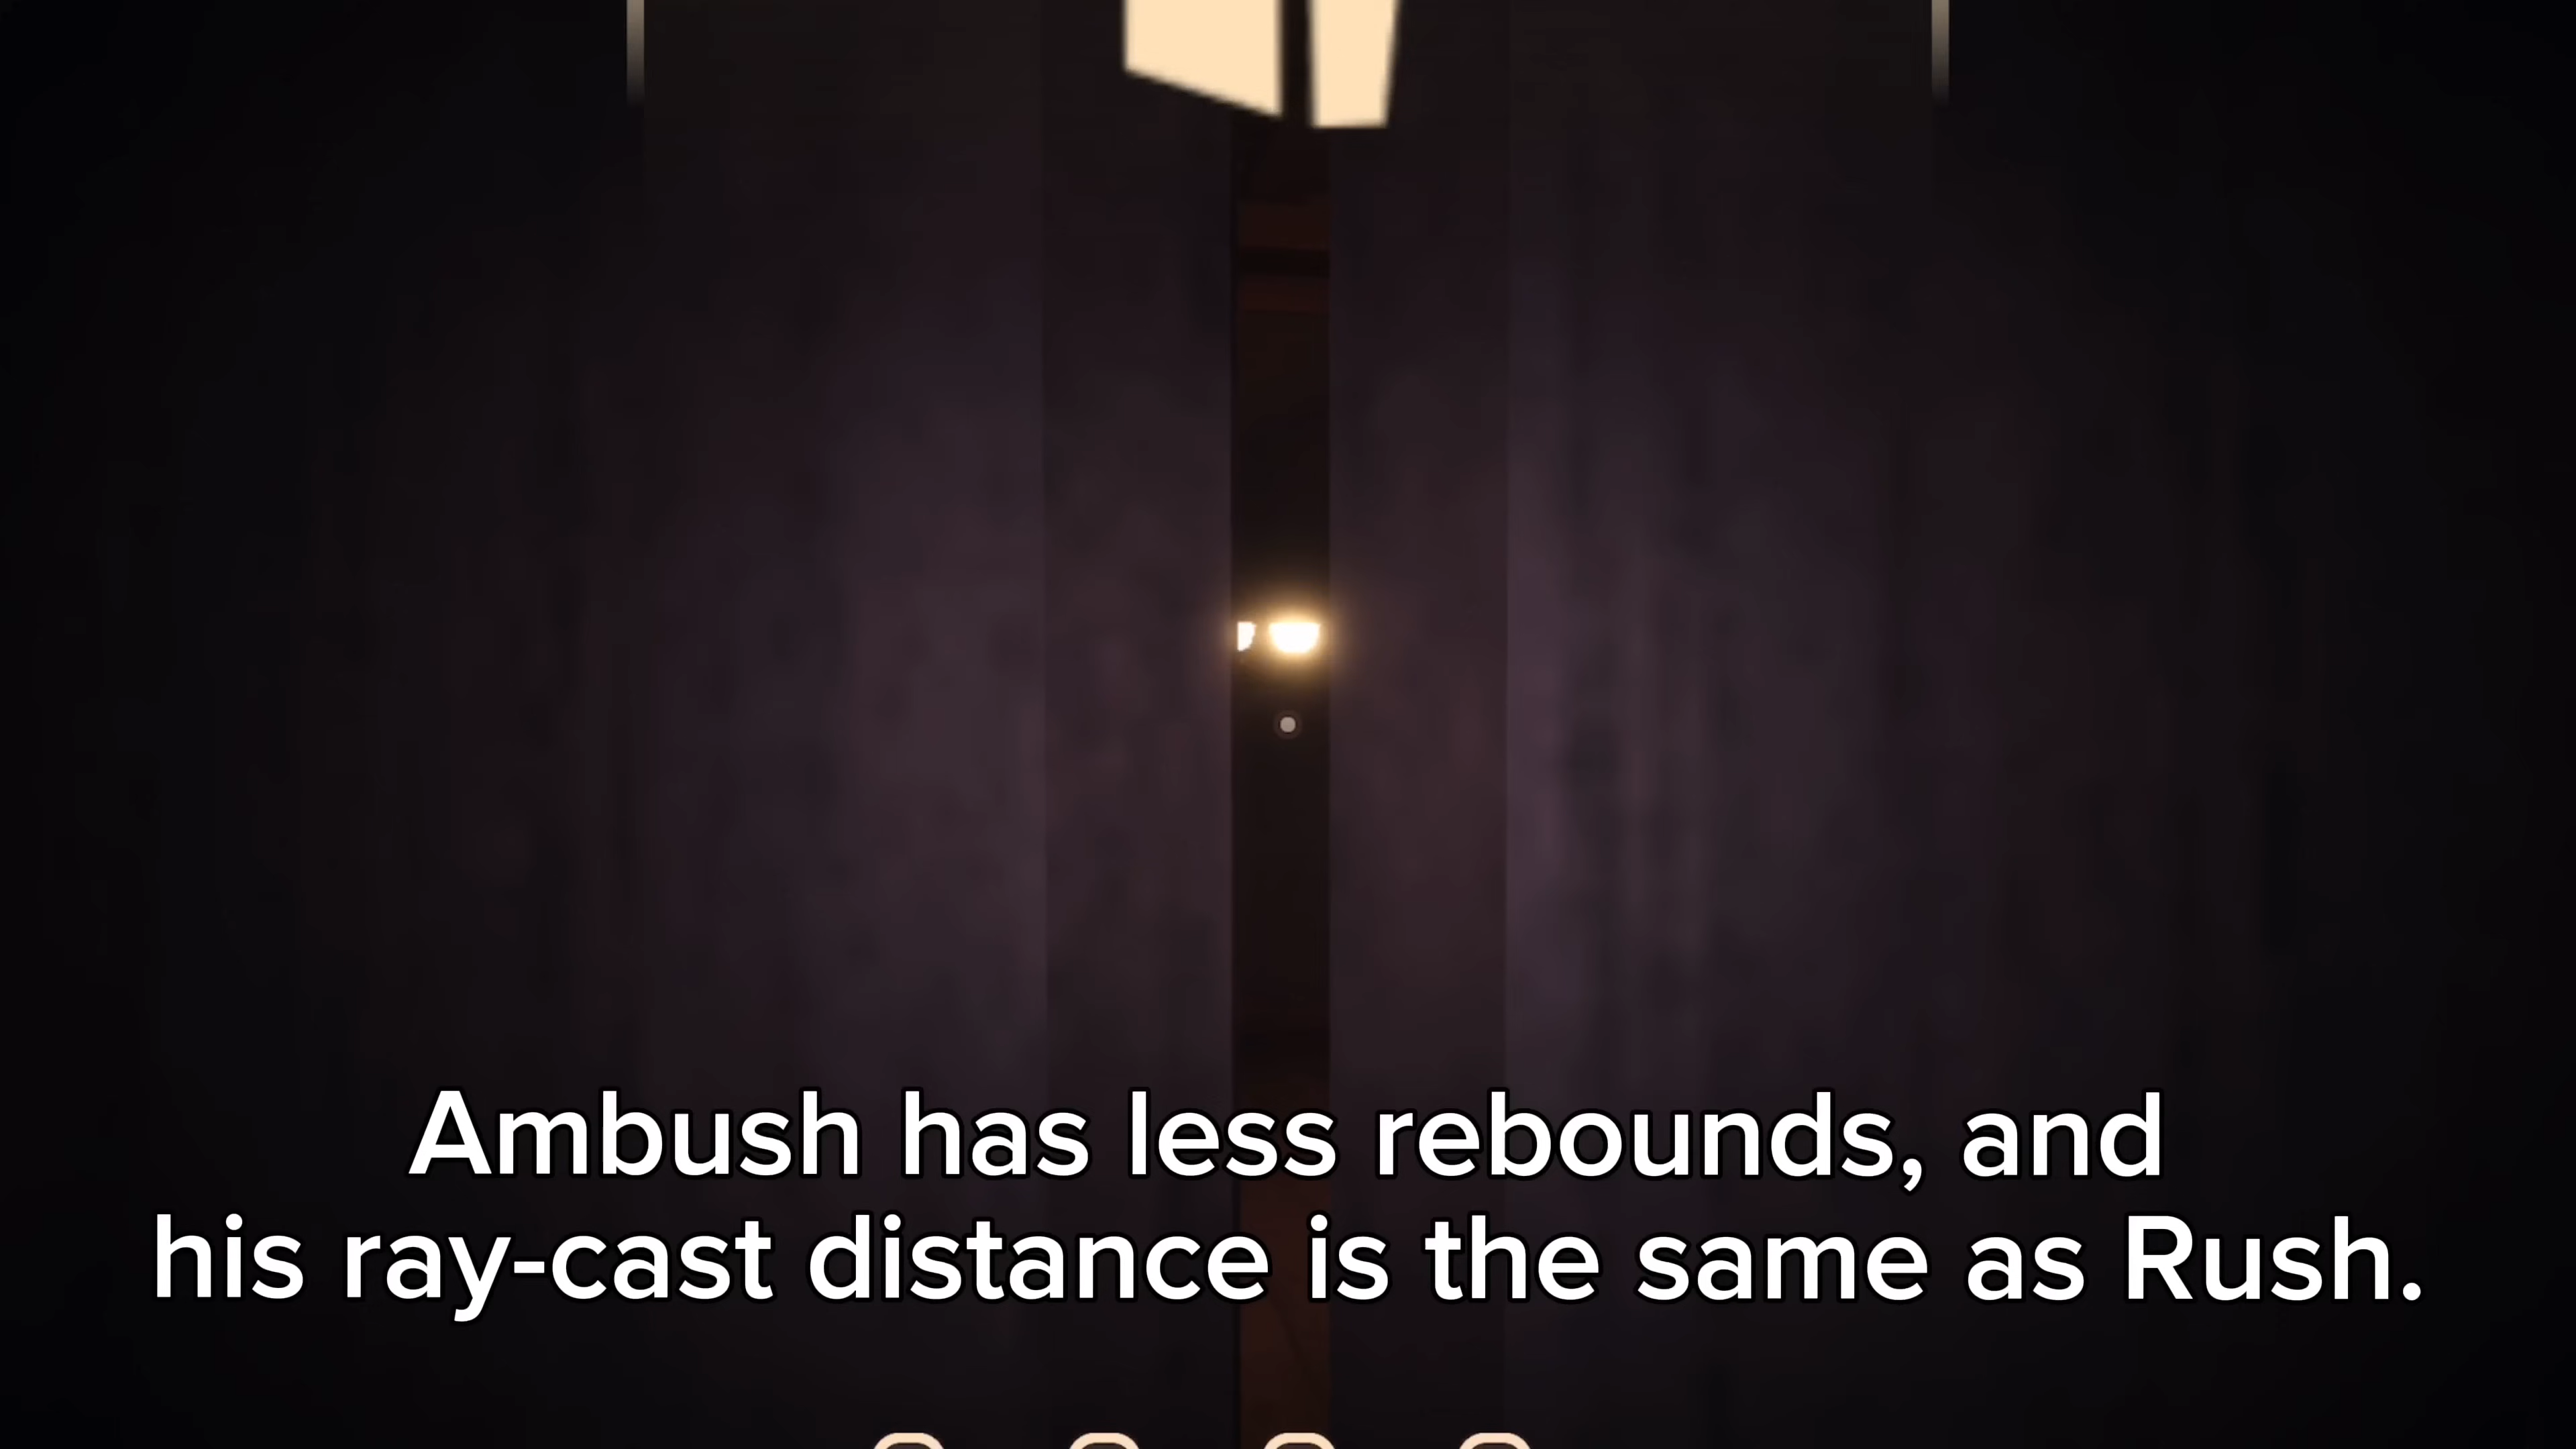 Ambush has less rebounds, and
his ray-cast distance is the same as Rush.